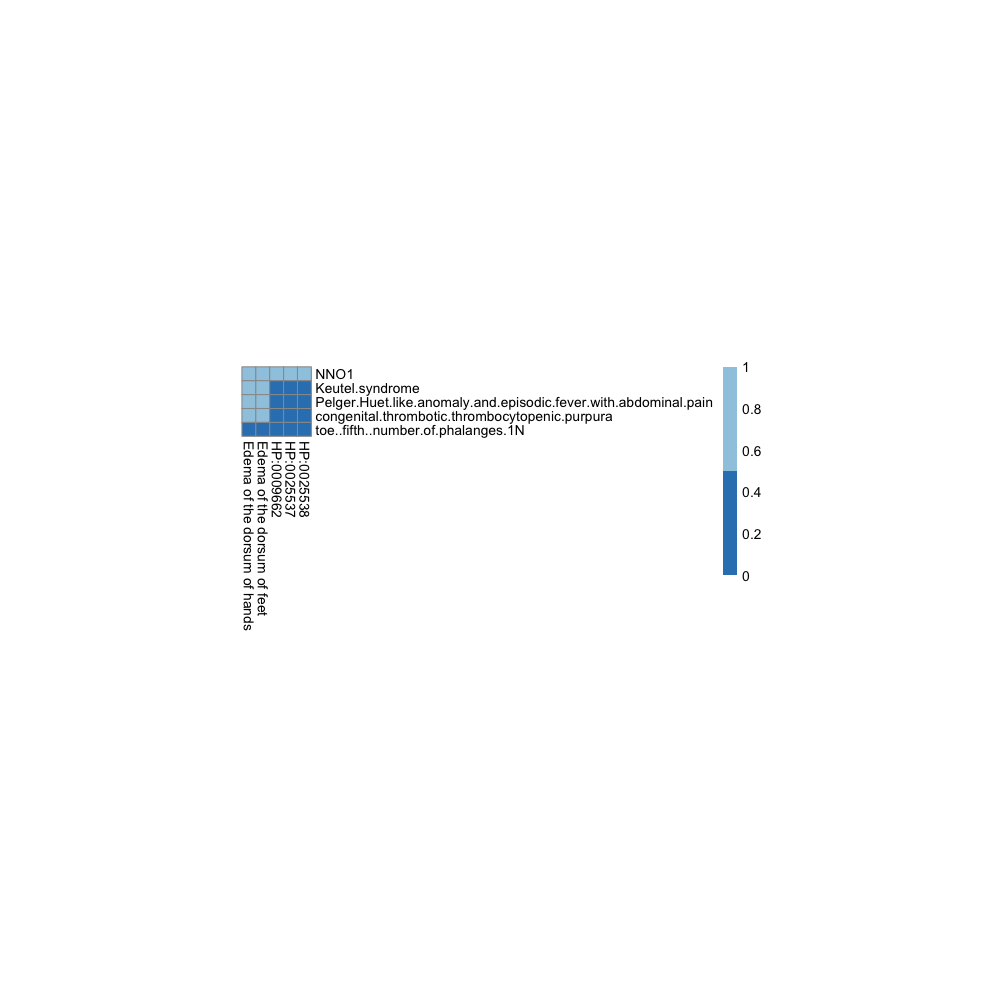 NNO1
Keutel.syndrome
Pelger.Huet.like.anomaly.and.episodic.fever.with.abdominal.pain
congenital.thrombotic.thrombocytopenic.purpura
toe..fifth..number.of.phalanges.1N
Edema of the dorsum of hands
Edema of the dorsum of feet
HP:0009662
HP:0025537
HP:0025538
1
0.8
0.6
0.4
0.2
0